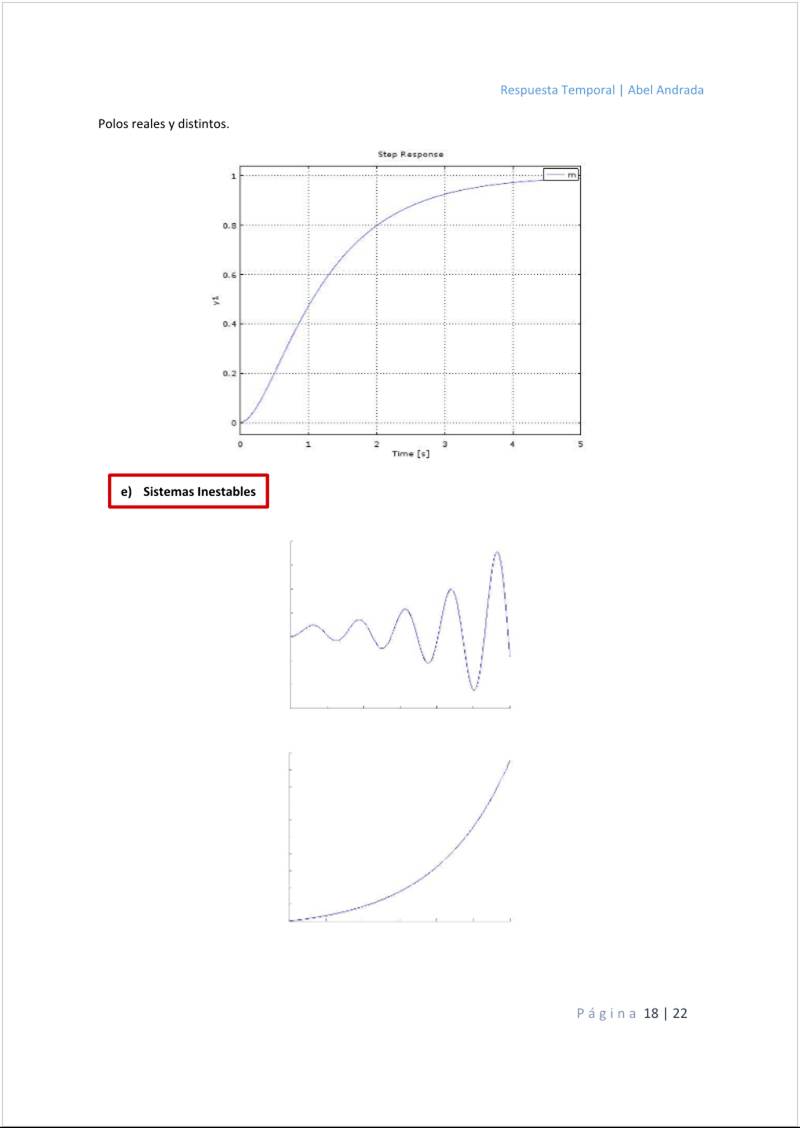 Respuesta Temporal | Abel Andrada
Polos reales y distintos.
Step Response
m
1
0.8
0.6
0.4
0.2
0
y1
0 1 2 3 4 5
Time [s]
e) Sistemas Inestables
Página 18 | 22